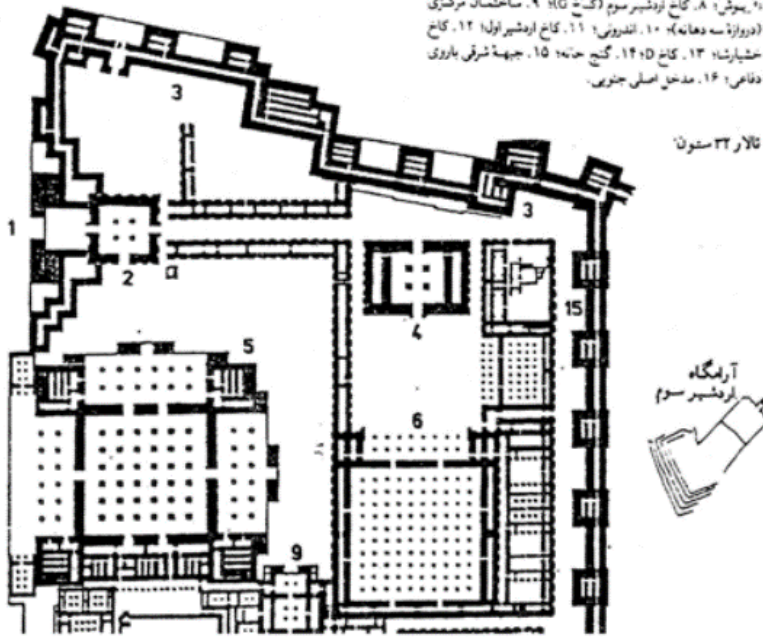 ۸. کاخ اردشیر سوم (کاخ G)؛ ۹. ساختمان مرکزی
(دروازهٔ سه دهانه)؛ ۱۰. اندرونی؛ ۱۱. کاخ اردشیر اول؛ ۱۲. کاخ
خشیارشا؛ ۱۳. کاخ D؛ ۱۴. گنج خانه؛ ۱۵. جبههٔ شرقی باروی
دفاعی؛ ۱۶. مدخل اصلی جنوبی.
تالار ۳۲ ستون
3
3
1
2
15
4
5
آرامگاه
اردشیر سوم
6
9